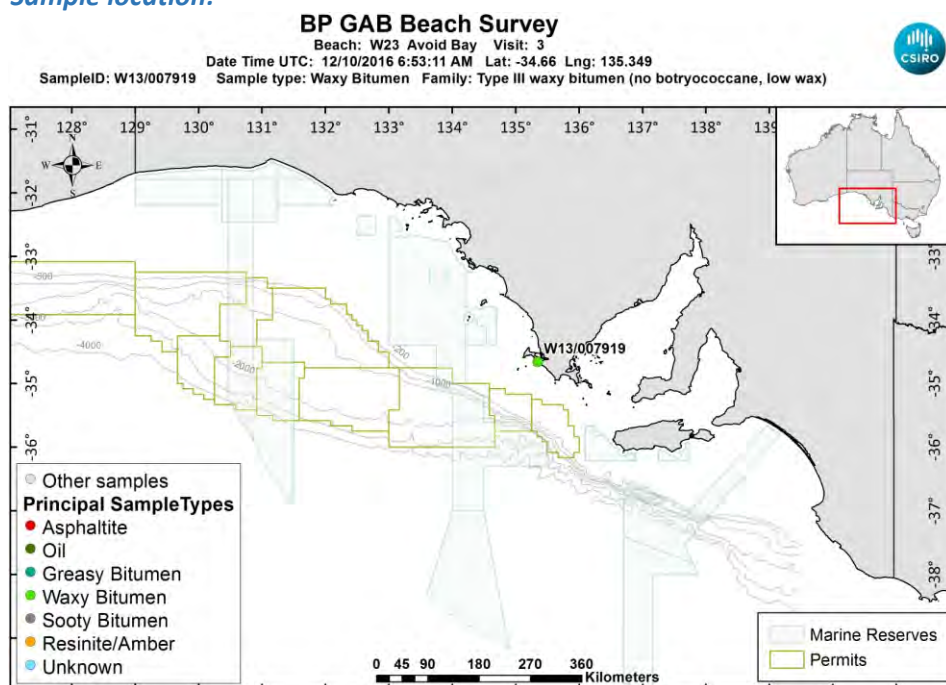 Sample location:
BP GAB Beach Survey
Beach: W23 Avoid Bay Visit: 3
Date Time UTC: 12/10/2016 6:53:11 AM Lat: -34.66 Lng: 135.349
SampleID: W13/007919 Sample type: Waxy Bitumen Family: Type III waxy bitumen (no botryococcane, low wax)
CSIRO
128° 129° 130° 131° 132° 133° 134° 135° 136° 137° 138° 139
-31° -31°
N
W E
S
-32° -32°
-33° -33°
-34° -34°
-35° -35°
-36° -36°
-37°
-38°
-4000
-2000
-200
-1000
W13/007919
Other samples
Principal SampleTypes
Asphaltite
Oil
Greasy Bitumen
Waxy Bitumen
Sooty Bitumen
Resinite/Amber
Unknown
0 45 90 180 270 360
Kilometers
Marine Reserves
Permits